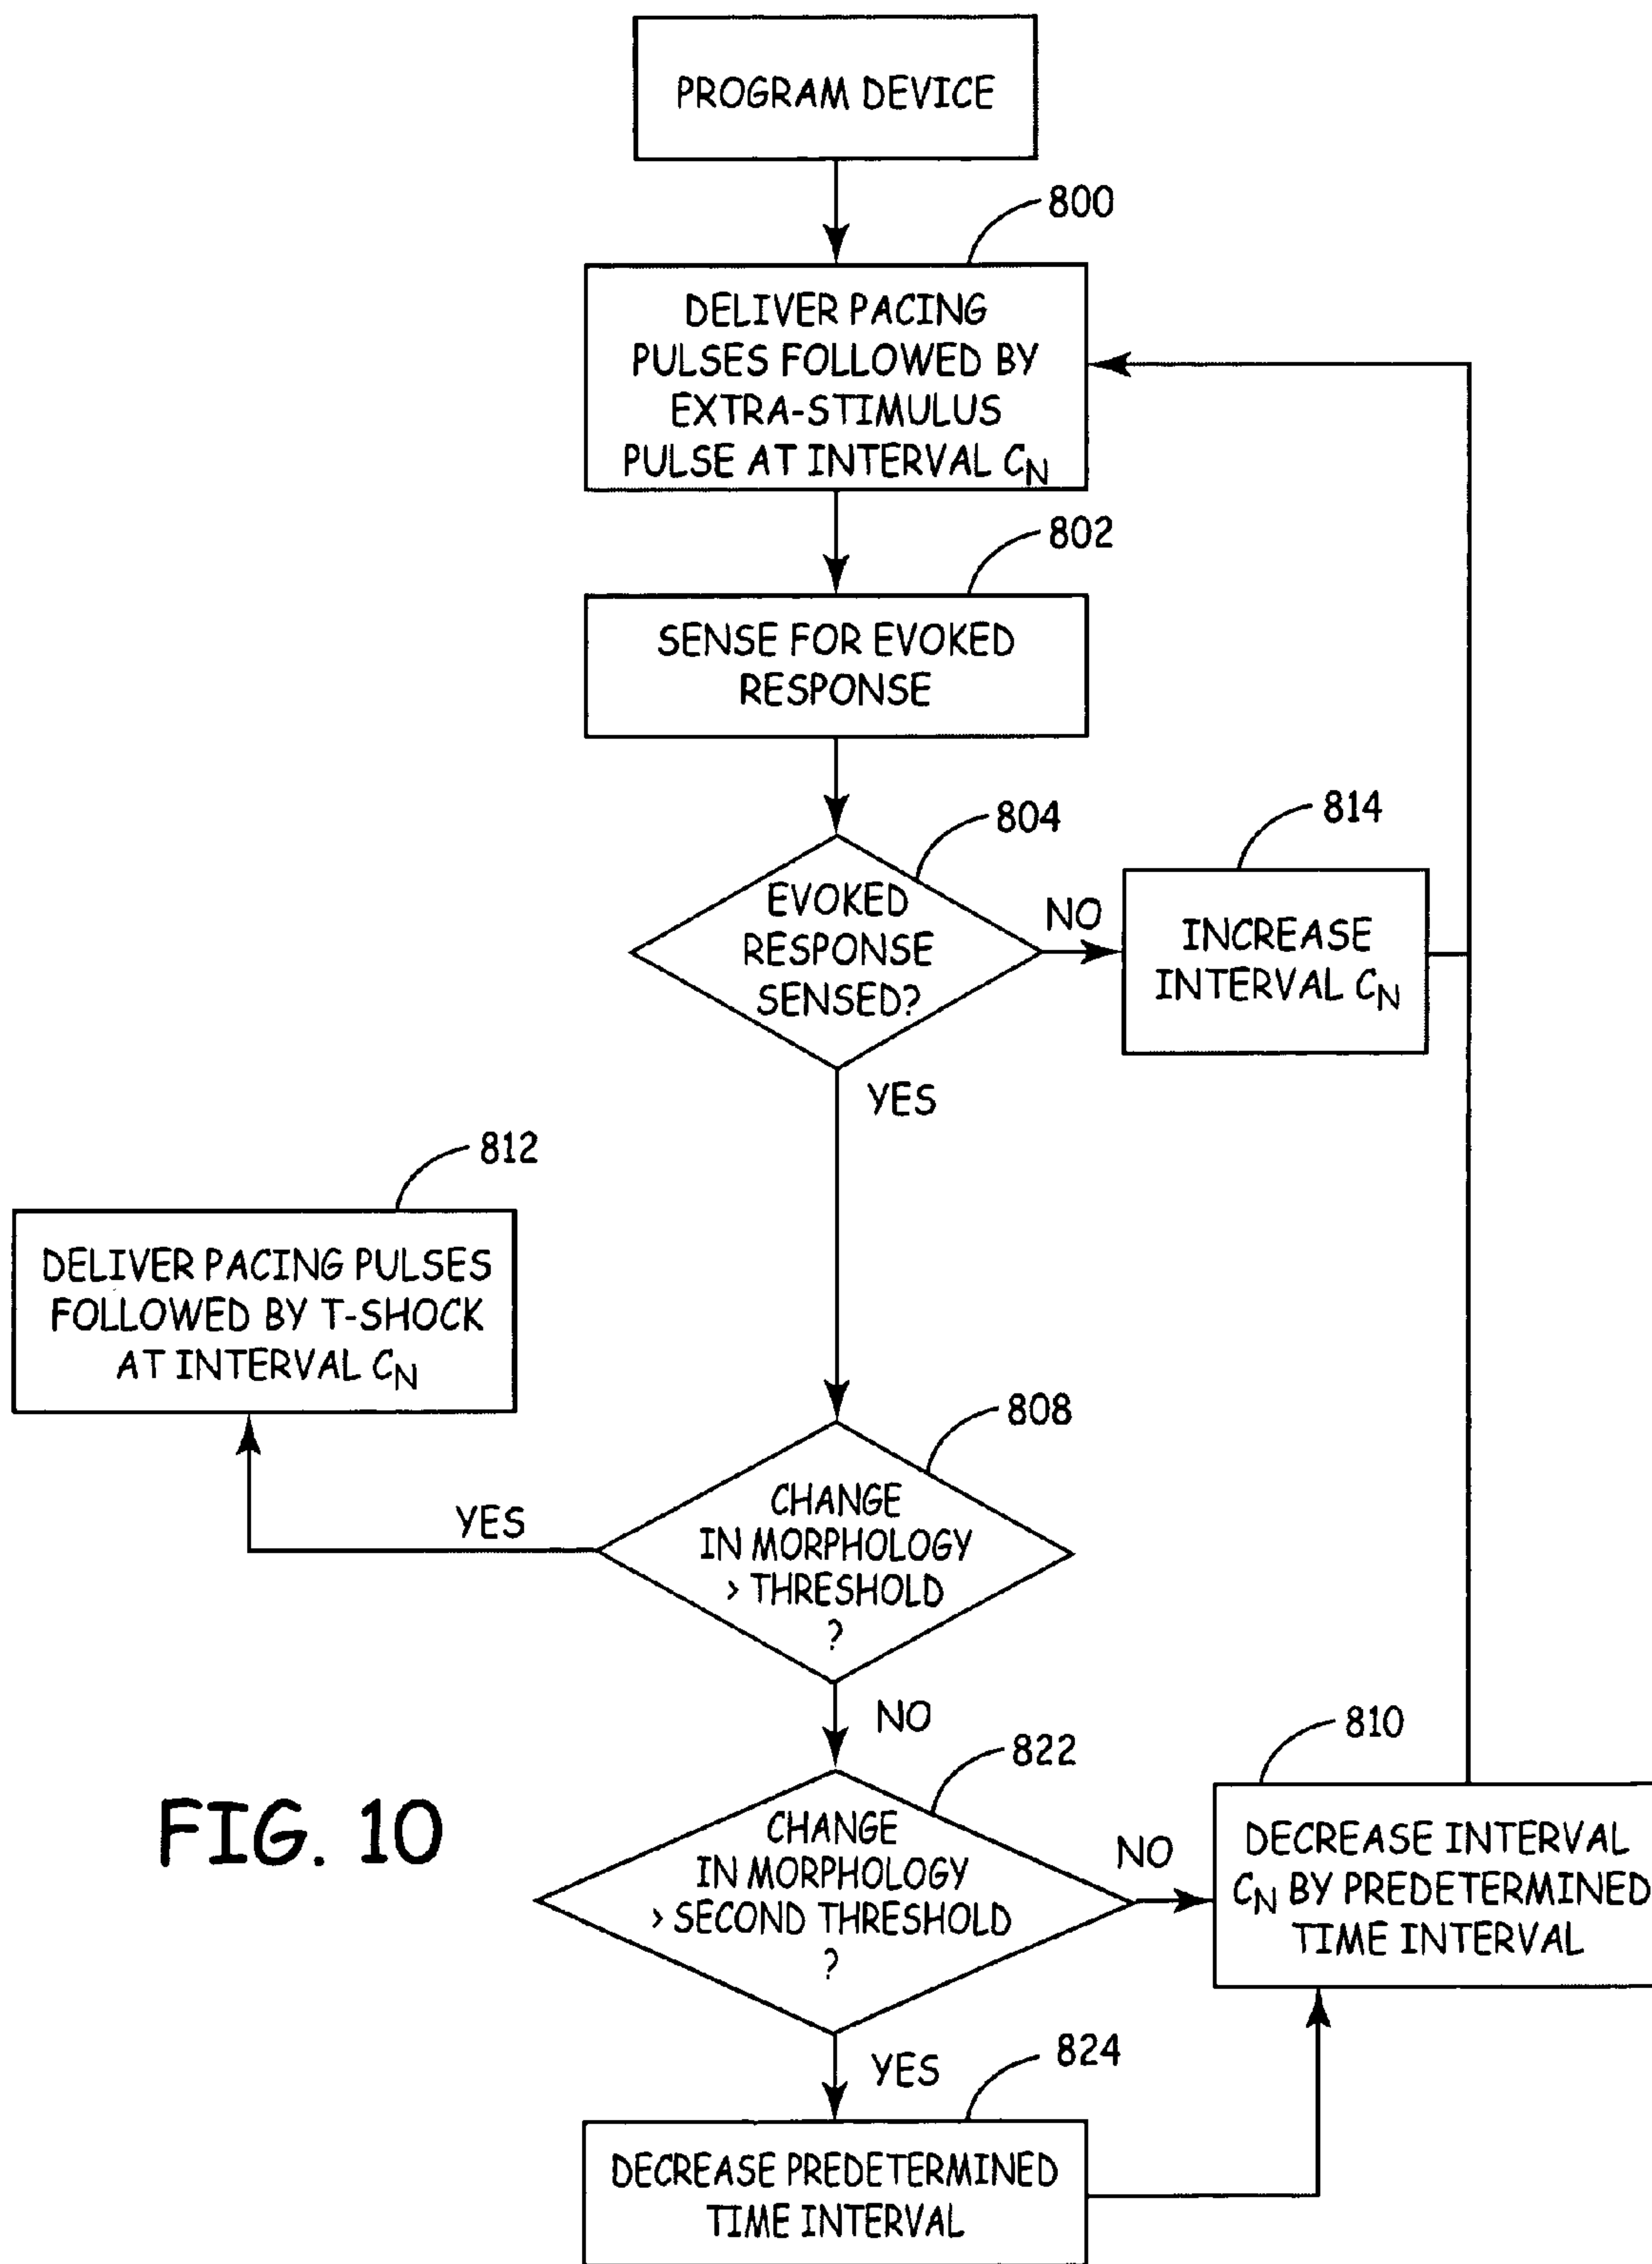 PROGRAM DEVICE
800
DELIVER PACING
PULSES FOLLOWED BY
EXTRA-STIMULUS
PULSE AT INTERVAL CN
802
SENSE FOR EVOKED
RESPONSE
804
EVOKED
RESPONSE
SENSED?
NO
814
INCREASE
INTERVAL CN
YES
812
DELIVER PACING PULSES
FOLLOWED BY T-SHOCK
AT INTERVAL CN
808
CHANGE
IN MORPHOLOGY
> THRESHOLD
?
YES
NO
822
CHANGE
IN MORPHOLOGY
> SECOND THRESHOLD
?
NO
810
DECREASE INTERVAL
CN BY PREDETERMINED
TIME INTERVAL
YES
824
DECREASE PREDETERMINED
TIME INTERVAL
FIG. 10